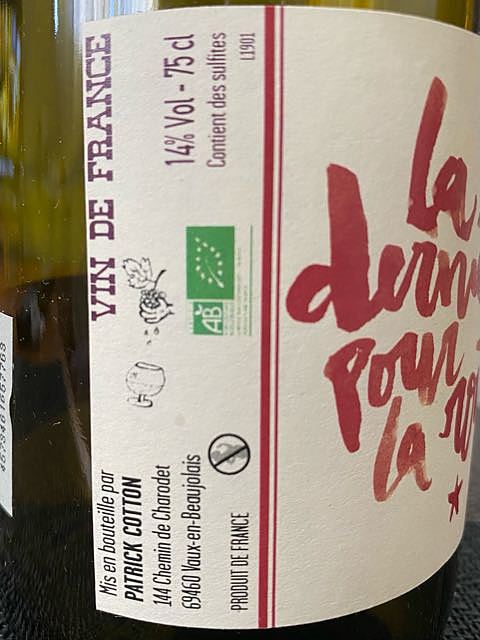 VIN DE FRANCE
14% Vol - 75 cl
Contient des sulfites
L1901
AB
Mis en bouteille par
PATRICK COTTON
144 Chemin de Charodet
69460 Vaux-en-Beaujolais
PRODUIT DE FRANCE
la
pour
la